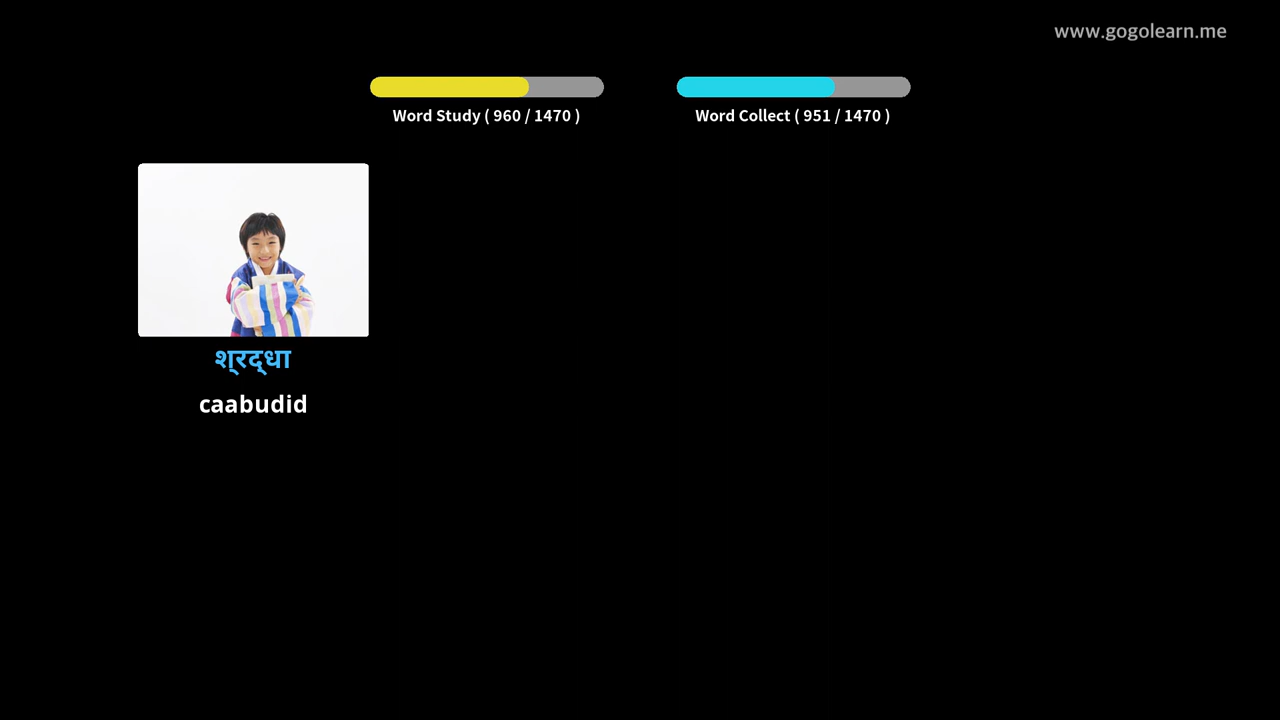 www.gogolearn.me
Word Study ( 960 / 1470 )
Word Collect ( 951 / 1470 )
श्रद्धा
caabudid